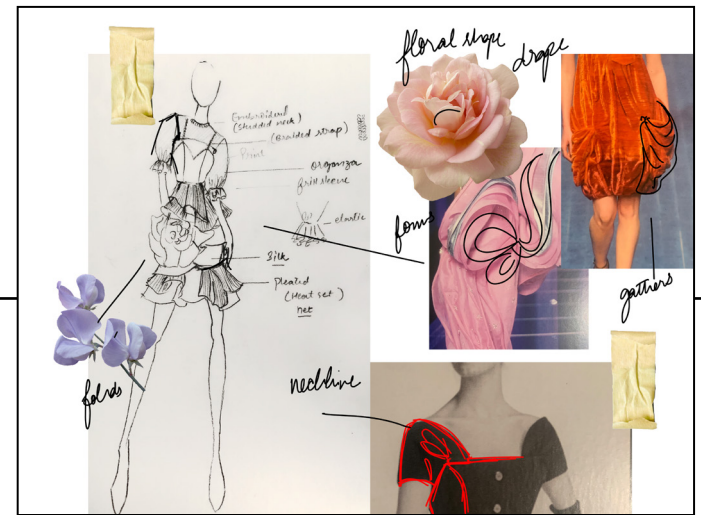 floral shape
drape
Embroidered
(studded neck)
(Braided strap)
Print
organza
frill sleeve
elastic
form
Silk
pleated
(Heat set)
net
gathers
folds
neckline